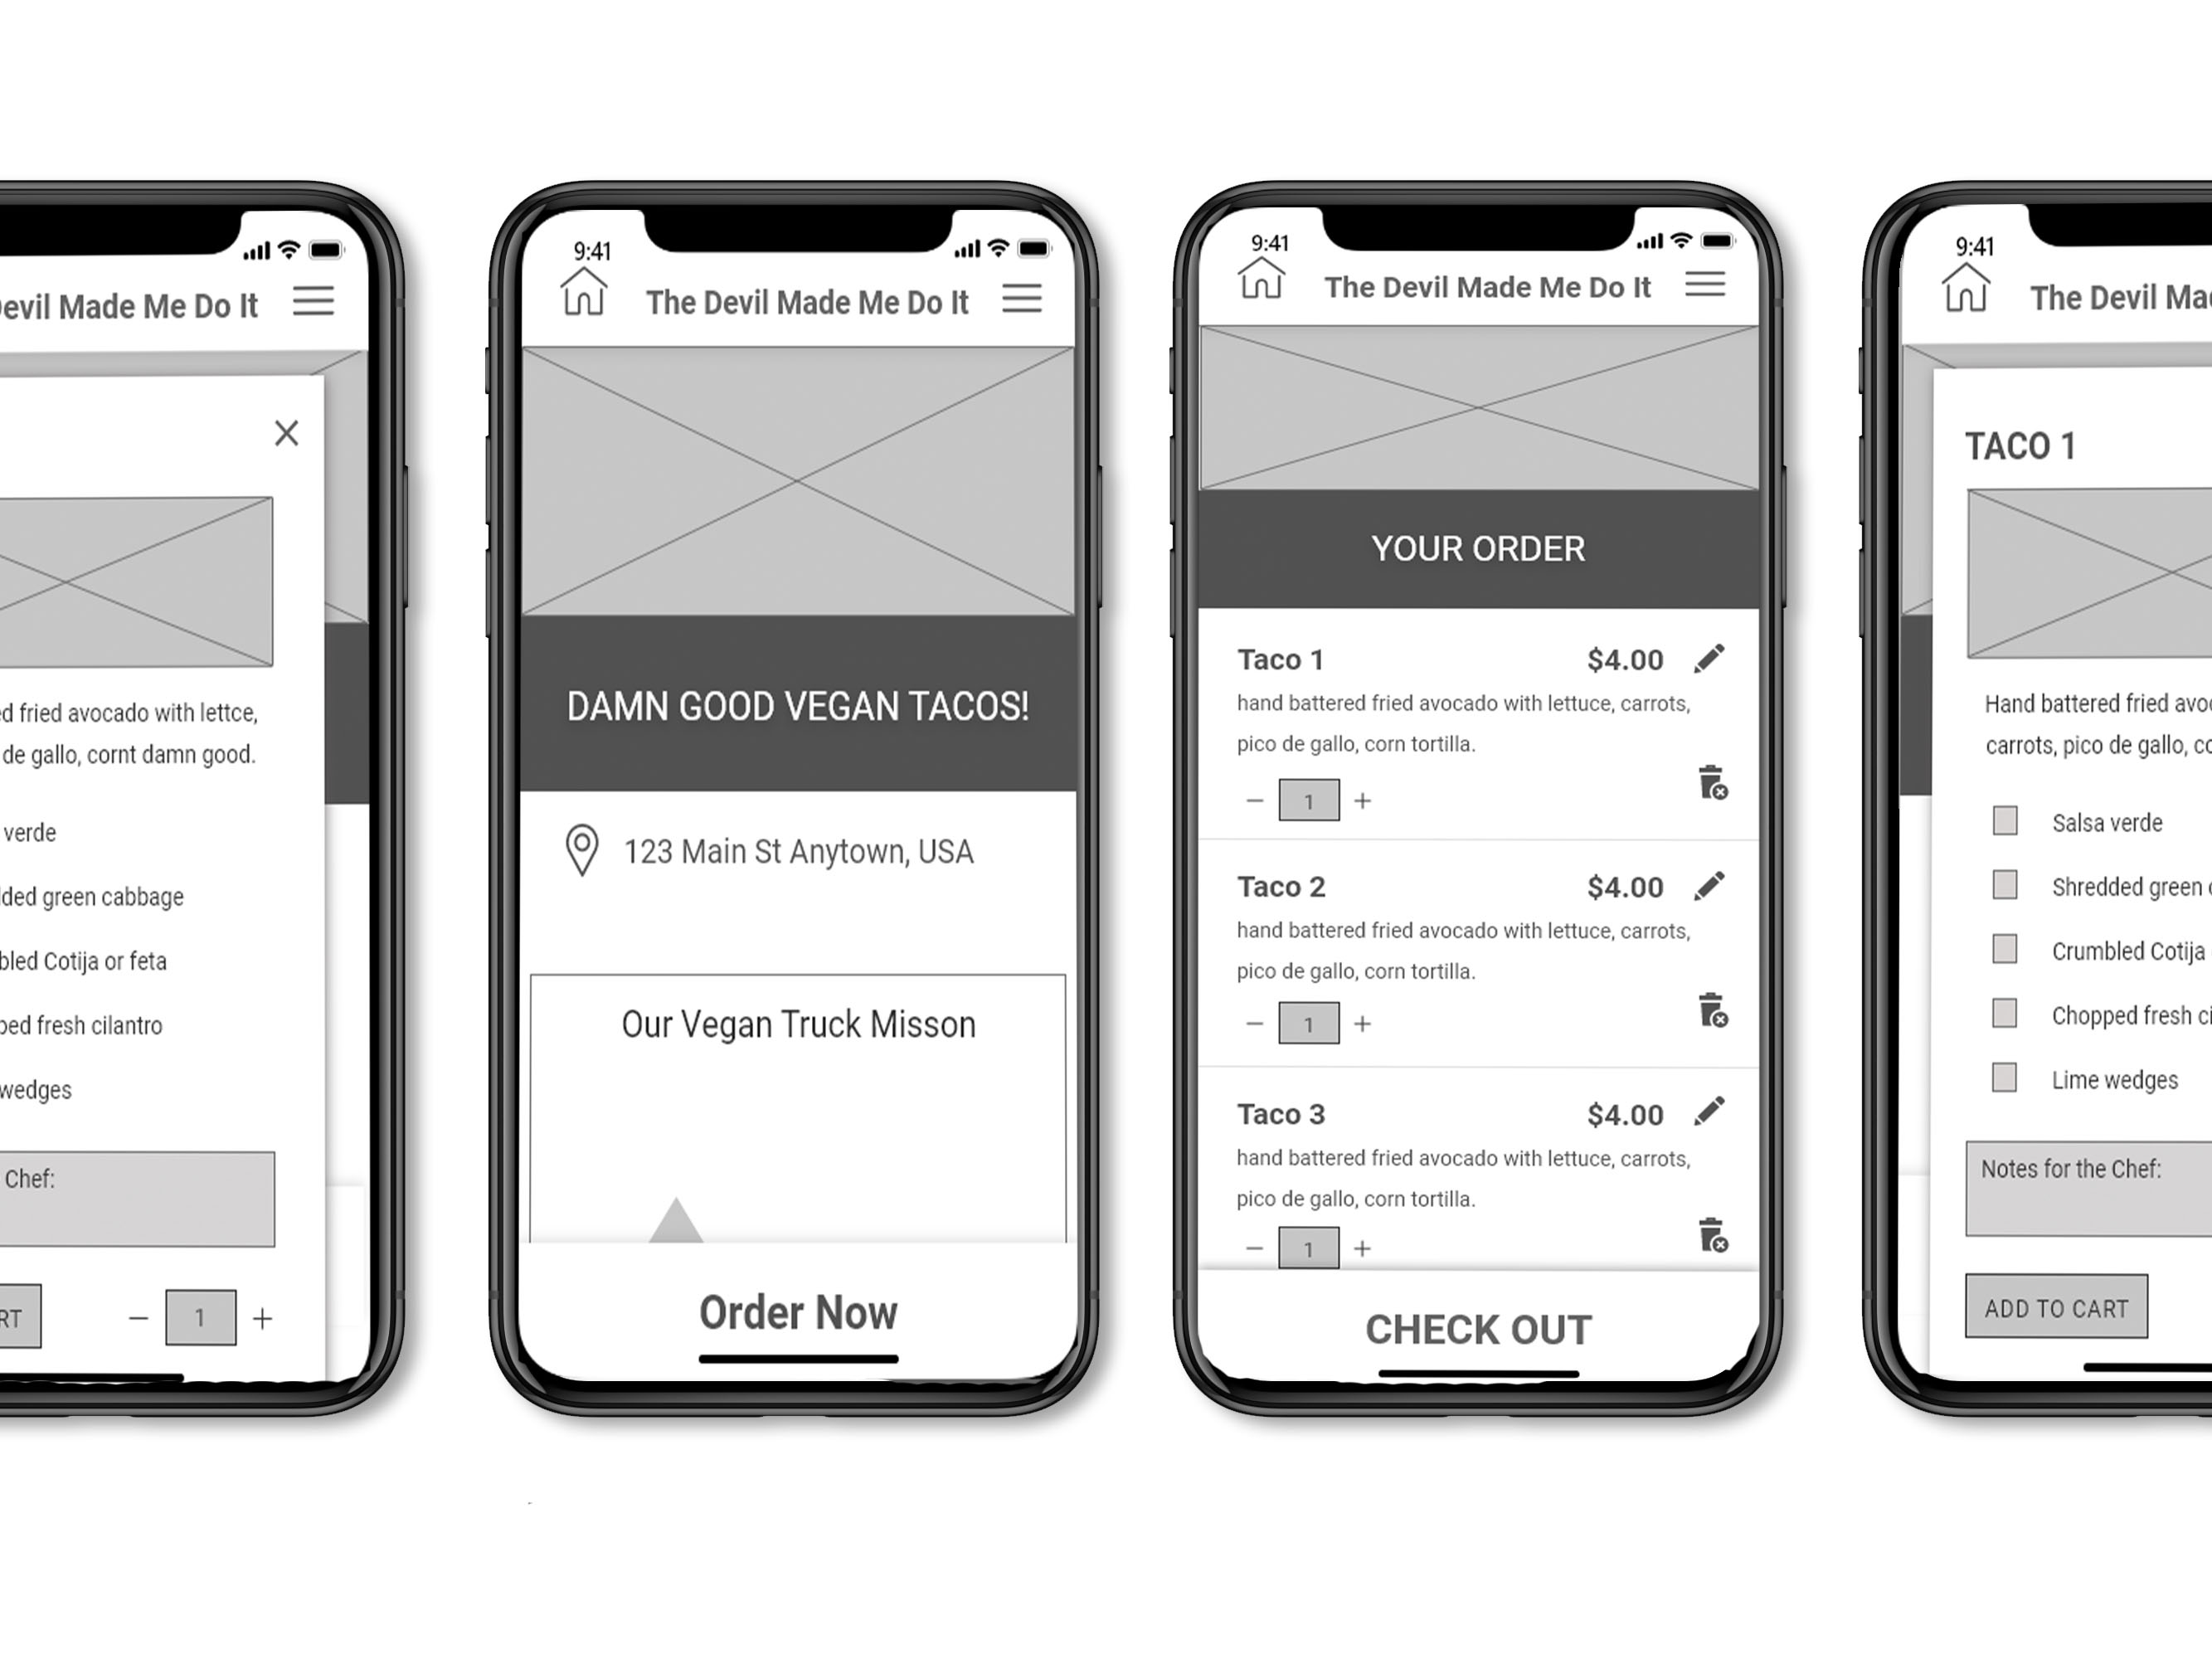 evil Made Me Do It
d fried avocado with lettce,
de gallo, cornt damn good.
verde
ded green cabbage
bled Cotija or feta
ped fresh cilantro
wedges
Chef:
RT
− 1 +
9:41
The Devil Made Me Do It
DAMN GOOD VEGAN TACOS!
123 Main St Anytown, USA
Our Vegan Truck Misson
Order Now
9:41
The Devil Made Me Do It
YOUR ORDER
Taco 1 $4.00
hand battered fried avocado with lettuce, carrots,
pico de gallo, corn tortilla.
− 1 +
Taco 2 $4.00
hand battered fried avocado with lettuce, carrots,
pico de gallo, corn tortilla.
− 1 +
Taco 3 $4.00
hand battered fried avocado with lettuce, carrots,
pico de gallo, corn tortilla.
− 1 +
CHECK OUT
9:41
The Devil Ma
TACO 1
Hand battered fried avo
carrots, pico de gallo, co
Salsa verde
Shredded green
Crumbled Cotija
Chopped fresh ci
Lime wedges
Notes for the Chef:
ADD TO CART